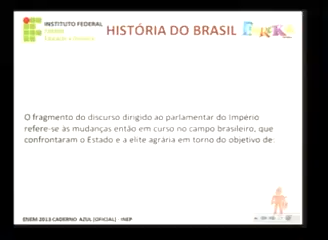 INSTITUTO FEDERAL
HISTÓRIA DO BRASIL
O fragmento do discurso dirigido ao parlamentar do Império
refere-se às mudanças então em curso no campo brasileiro, que
confrontaram o Estado e a elite agrária em torno do objetivo de:
ENEM 2013-CADERNO AZUL (OFICIAL) - INEP